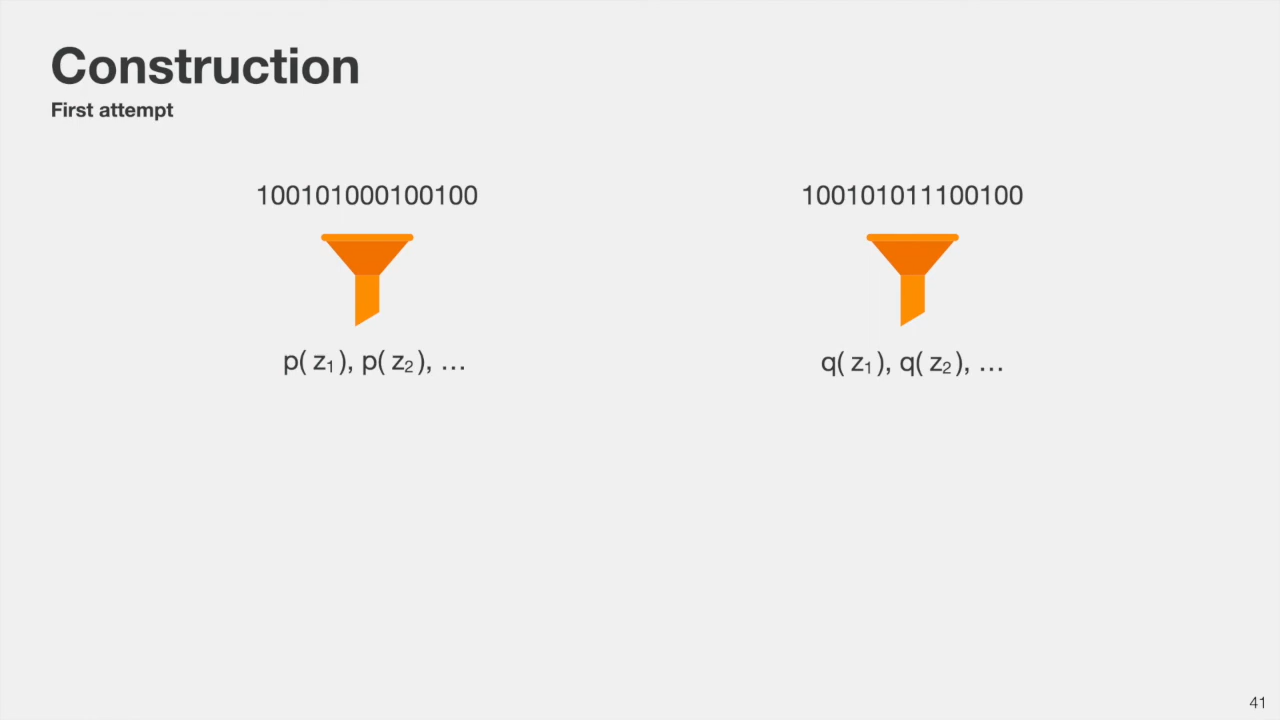 Construction
First attempt
100101000100100
100101011100100
p( z₁ ), p( z₂ ), …
q( z₁ ), q( z₂ ), …
41